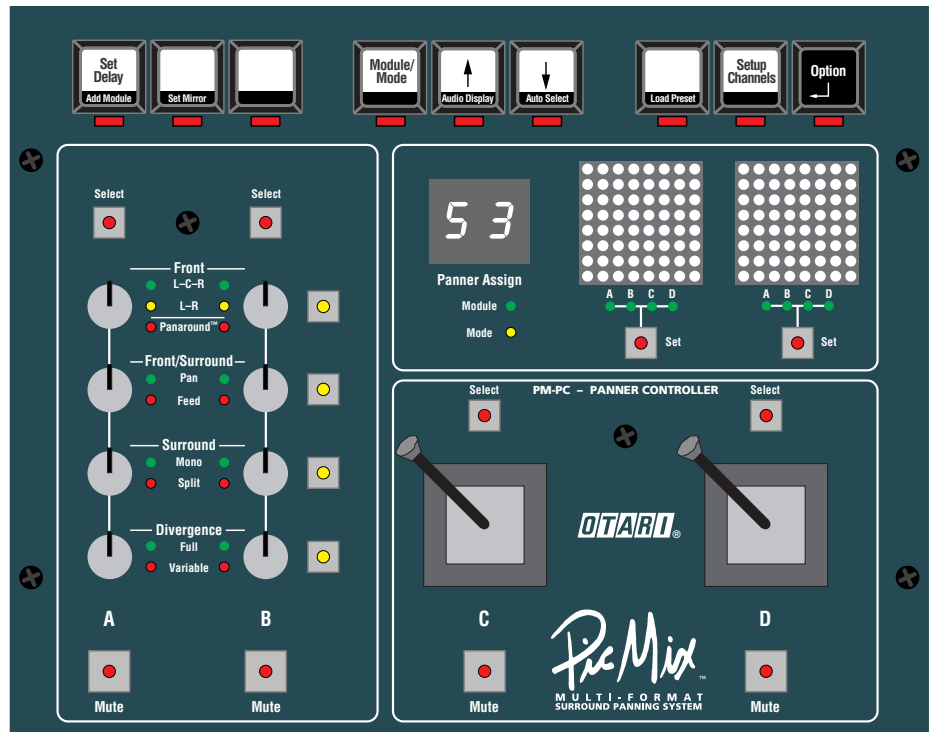 Set
Delay
Add Module
Set Mirror
Module/
Mode
Audio Display
Auto Select
Load Preset
Setup
Channels
Option
Select Select
Front
L–C–R
L–R
Panaround™
Front/Surround
Pan
Feed
Surround
Mono
Split
Divergence
Full
Variable
A B
Mute Mute
53
Panner Assign
Module
Mode
A B C D
Set
A B C D
Set
PM-PC – PANNER CONTROLLER
Select Select
OTARI®
C D
PicMix™
MULTI-FORMAT
SURROUND PANNING SYSTEM
Mute Mute